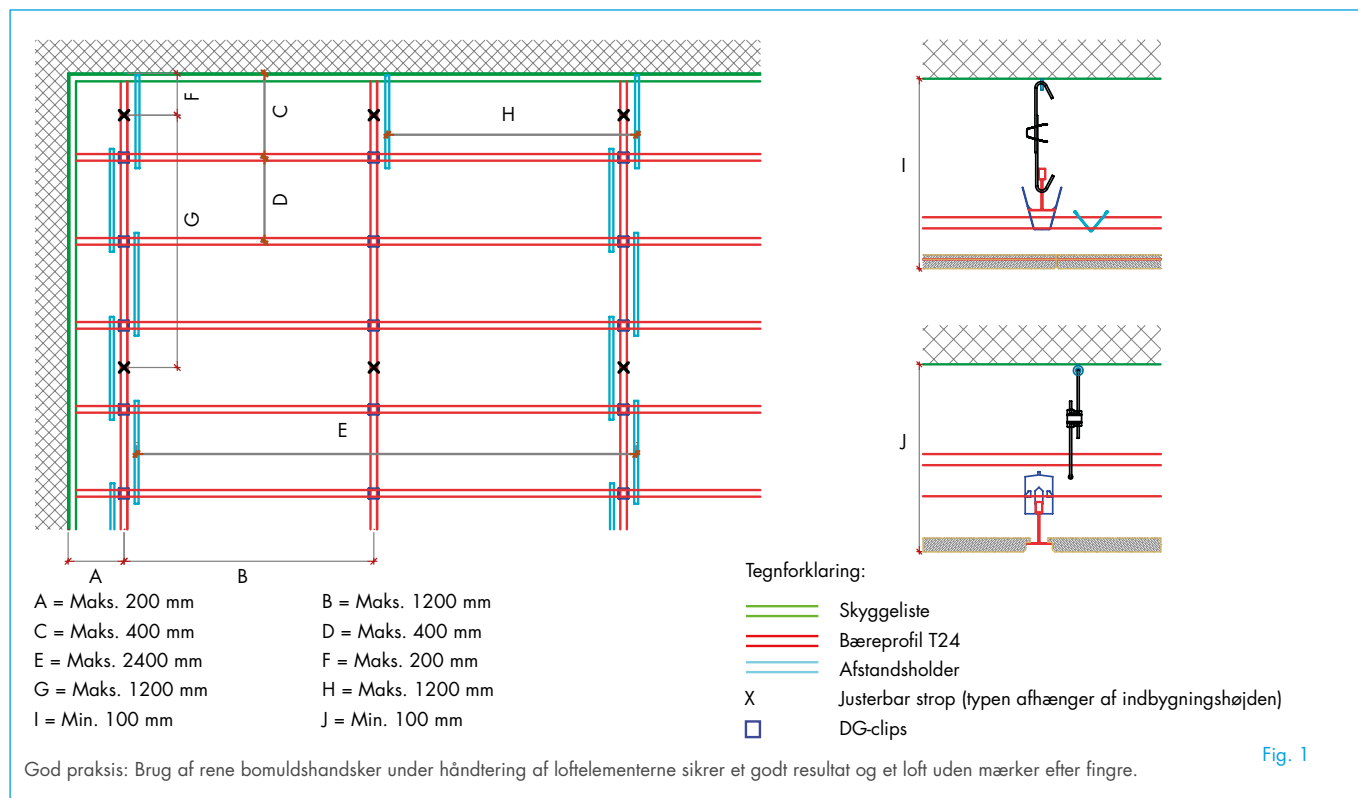 F
C
H
G
D
E
A
B
I
J
A = Maks. 200 mm
B = Maks. 1200 mm
C = Maks. 400 mm
D = Maks. 400 mm
E = Maks. 2400 mm
F = Maks. 200 mm
G = Maks. 1200 mm
H = Maks. 1200 mm
I = Min. 100 mm
J = Min. 100 mm
Tegnforklaring:
Skyggeliste
Bæreprofil T24
Afstandsholder
X Justerbar strop (typen afhænger af indbygningshøjden)
DG-clips
Fig. 1
God praksis: Brug af rene bomuldshandsker under håndtering af loftelementerne sikrer et godt resultat og et loft uden mærker efter fingre.